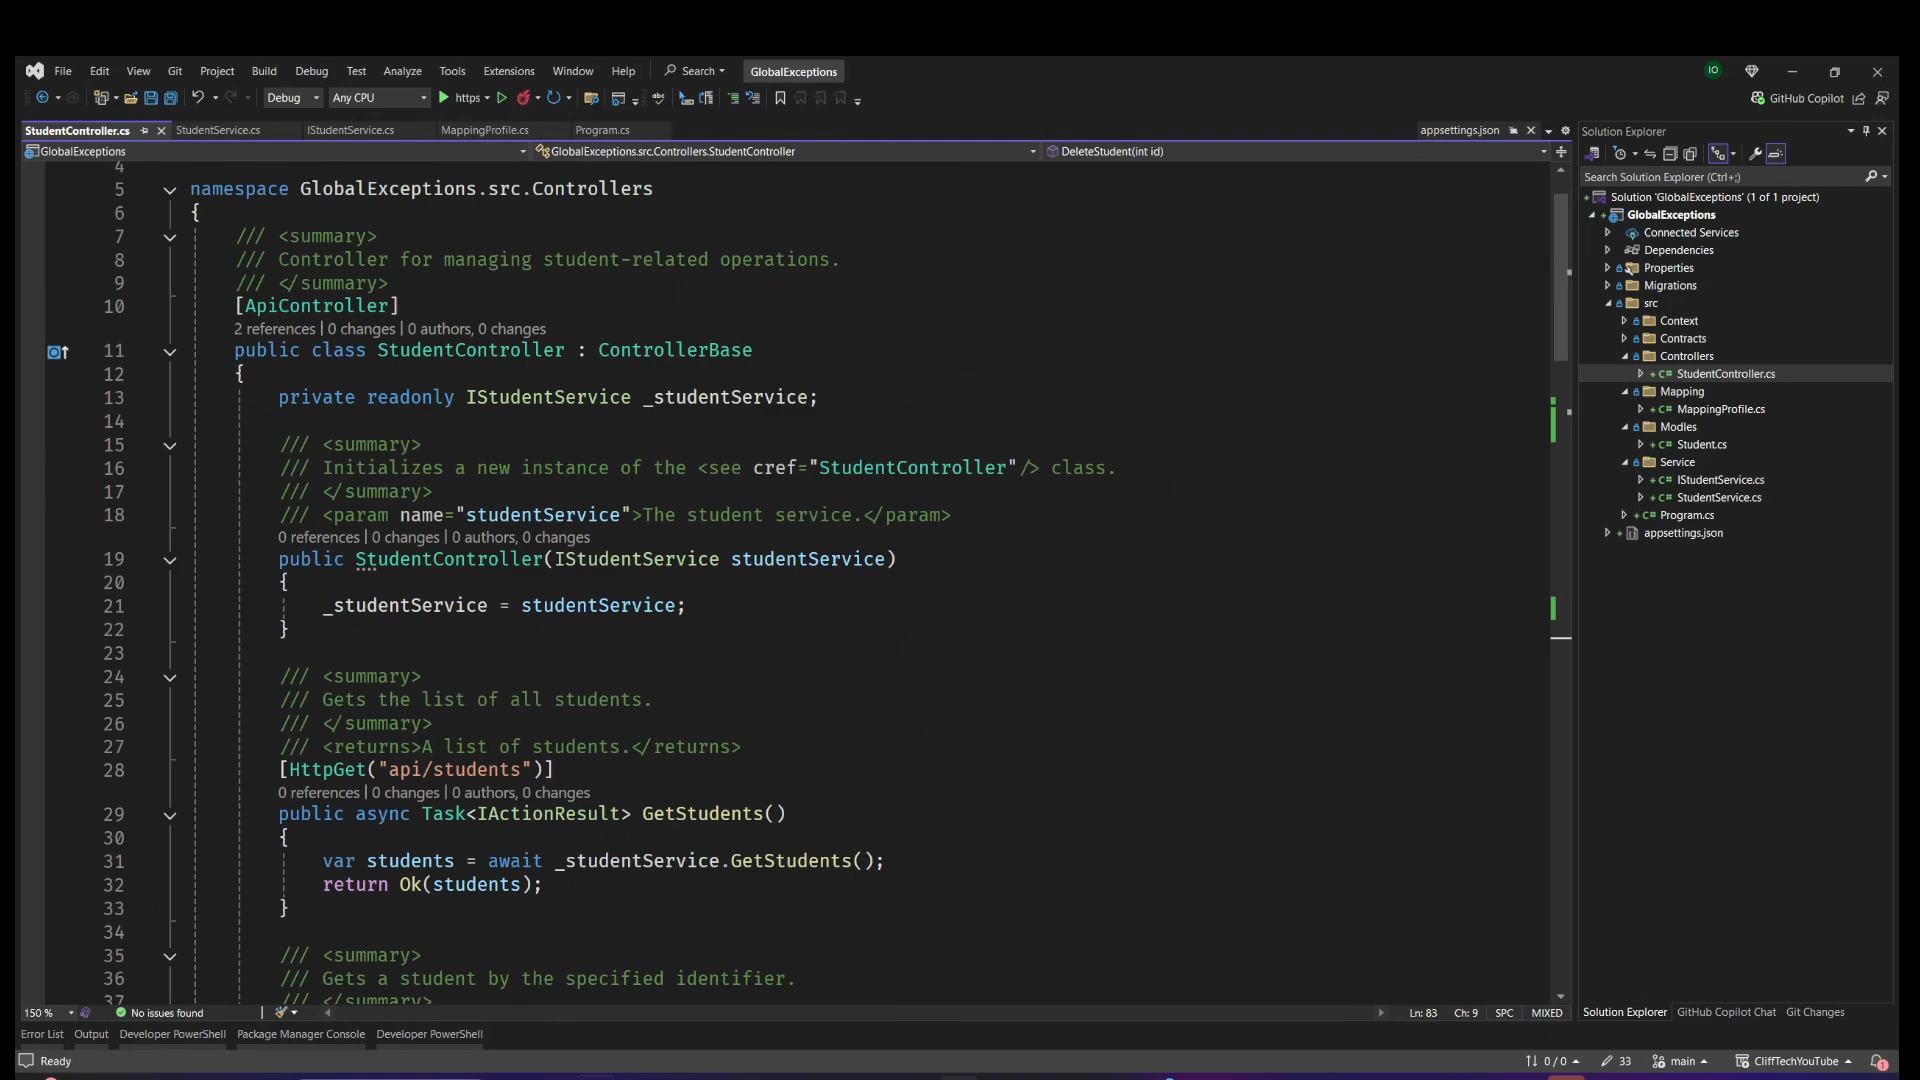 File Edit View Git Project Build Debug Test Analyze Tools Extensions Window Help Search GlobalExceptions IO
Debug Any CPU https GitHub Copilot
StudentController.cs StudentService.cs IStudentService.cs MappingProfile.cs Program.cs appsettings.json
GlobalExceptions GlobalExceptions.src.Controllers.StudentController DeleteStudent(int id)
4
5 namespace GlobalExceptions.src.Controllers
6 {
7 /// <summary>
8 /// Controller for managing student-related operations.
9 /// </summary>
10 [ApiController]
2 references | 0 changes | 0 authors, 0 changes
11 public class StudentController : ControllerBase
12 {
13 private readonly IStudentService _studentService;
14
15 /// <summary>
16 /// Initializes a new instance of the <see cref="StudentController"/> class.
17 /// </summary>
18 /// <param name="studentService">The student service.</param>
0 references | 0 changes | 0 authors, 0 changes
19 public StudentController(IStudentService studentService)
20 {
21 _studentService = studentService;
22 }
23
24 /// <summary>
25 /// Gets the list of all students.
26 /// </summary>
27 /// <returns>A list of students.</returns>
28 [HttpGet("api/students")]
0 references | 0 changes | 0 authors, 0 changes
29 public async Task<IActionResult> GetStudents()
30 {
31 var students = await _studentService.GetStudents();
32 return Ok(students);
33 }
34
35 /// <summary>
36 /// Gets a student by the specified identifier.
37 /// </summary>
150 % No issues found Ln: 83 Ch: 9 SPC MIXED
Solution Explorer
Search Solution Explorer (Ctrl+;)
Solution 'GlobalExceptions' (1 of 1 project)
GlobalExceptions
Connected Services
Dependencies
Properties
Migrations
src
Context
Contracts
Controllers
C# StudentController.cs
Mapping
C# MappingProfile.cs
Modles
C# Student.cs
Service
C# IStudentService.cs
C# StudentService.cs
C# Program.cs
appsettings.json
Solution Explorer GitHub Copilot Chat Git Changes
Error List Output Developer PowerShell Package Manager Console Developer PowerShell
Ready 0 / 0 33 main CliffTechYouTube 1